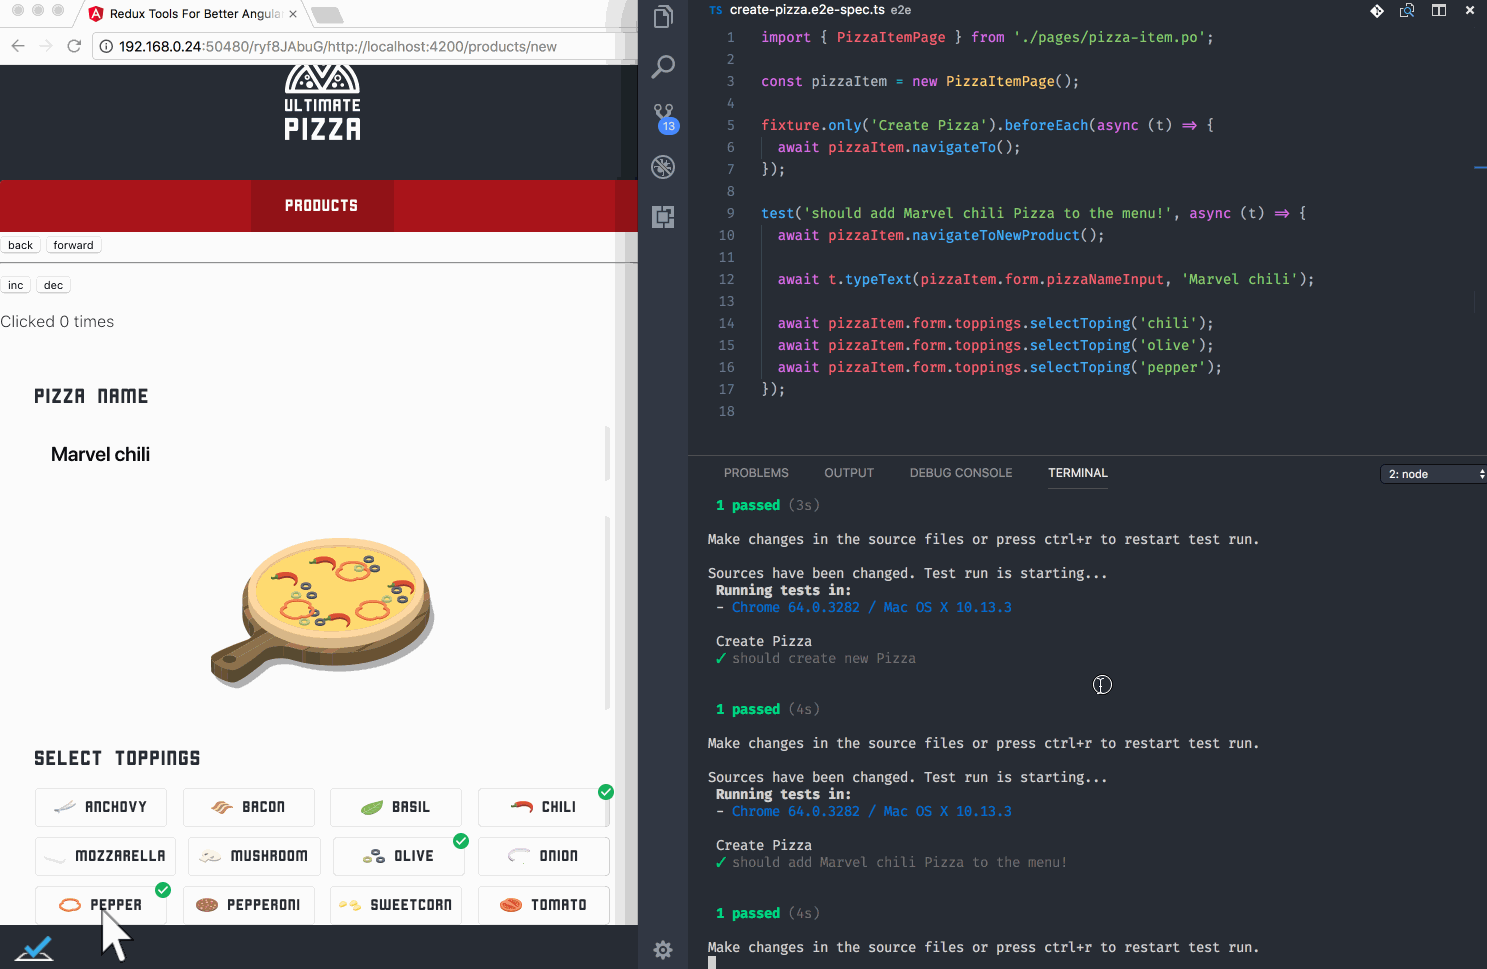 Redux Tools For Better Angula
192.168.0.24:50480/ryf8JAbuG/http://localhost:4200/products/new
ULTIMATE
PIZZA
PRODUCTS
back forward
inc dec
Clicked 0 times
PIZZA NAME
Marvel chili
SELECT TOPPINGS
ANCHOVY BACON BASIL CHILI
MOZZARELLA MUSHROOM OLIVE ONION
PEPPER PEPPERONI SWEETCORN TOMATO
13
TS create-pizza.e2e-spec.ts e2e
1 import { PizzaItemPage } from './pages/pizza-item.po';
2
3 const pizzaItem = new PizzaItemPage();
4
5 fixture.only('Create Pizza').beforeEach(async (t) => {
6 await pizzaItem.navigateTo();
7 });
8
9 test('should add Marvel chili Pizza to the menu!', async (t) => {
10 await pizzaItem.navigateToNewProduct();
11
12 await t.typeText(pizzaItem.form.pizzaNameInput, 'Marvel chili');
13
14 await pizzaItem.form.toppings.selectToping('chili');
15 await pizzaItem.form.toppings.selectToping('olive');
16 await pizzaItem.form.toppings.selectToping('pepper');
17 });
18
PROBLEMS OUTPUT DEBUG CONSOLE TERMINAL 2: node
1 passed (3s)
Make changes in the source files or press ctrl+r to restart test run.
Sources have been changed. Test run is starting...
Running tests in:
- Chrome 64.0.3282 / Mac OS X 10.13.3
Create Pizza
✓ should create new Pizza
1 passed (4s)
Make changes in the source files or press ctrl+r to restart test run.
Sources have been changed. Test run is starting...
Running tests in:
- Chrome 64.0.3282 / Mac OS X 10.13.3
Create Pizza
✓ should add Marvel chili Pizza to the menu!
1 passed (4s)
Make changes in the source files or press ctrl+r to restart test run.